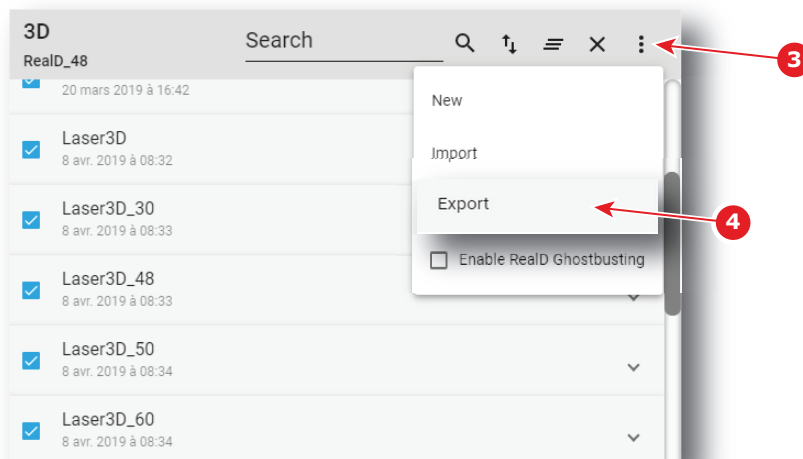 3D
RealD_48
Search
3
20 mars 2019 à 16:42
New
Laser3D
8 avr. 2019 à 08:32
Import
Laser3D_30
8 avr. 2019 à 08:33
Export
4
Enable RealD Ghostbusting
Laser3D_48
8 avr. 2019 à 08:33
Laser3D_50
8 avr. 2019 à 08:34
Laser3D_60
8 avr. 2019 à 08:34